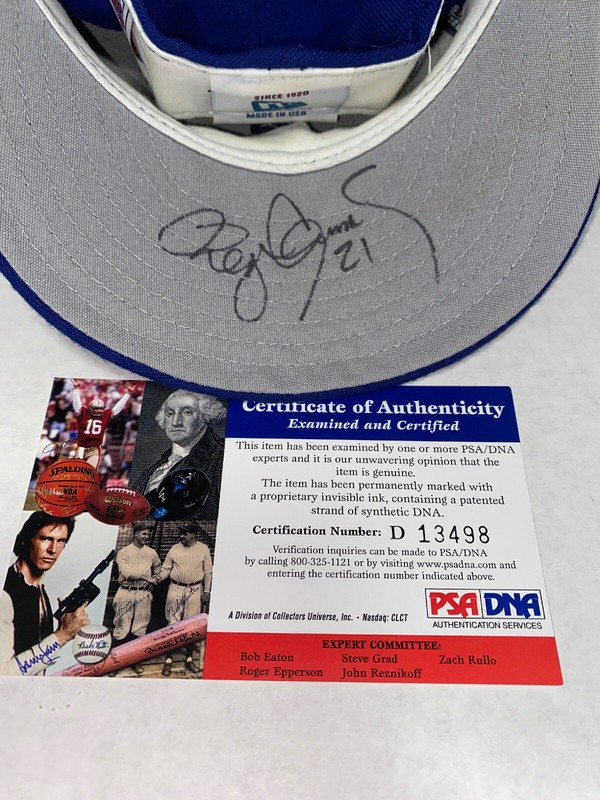 SINCE 1920
MADE IN USA
21
16
SPALDING
NBA
Wilson
Certificate of Authenticity
Examined and Certified
This item has been examined by one or more PSA/DNA
experts and it is our unwavering opinion that the
item is genuine.
The item has been permanently marked with
a proprietary invisible ink, containing a patented
strand of synthetic DNA.
Certification Number: D 13498
Verification inquiries can be made to PSA/DNA
by calling 800-325-1121 or by visiting www.psadna.com and
entering the certification number indicated above.
PSA DNA
AUTHENTICATION SERVICES
A Division of Collectors Universe, Inc. - Nasdaq: CLCT
EXPERT COMMITTEE:
Bob Eaton Steve Grad Zach Rullo
Roger Epperson John Reznikoff
Babe Ruth